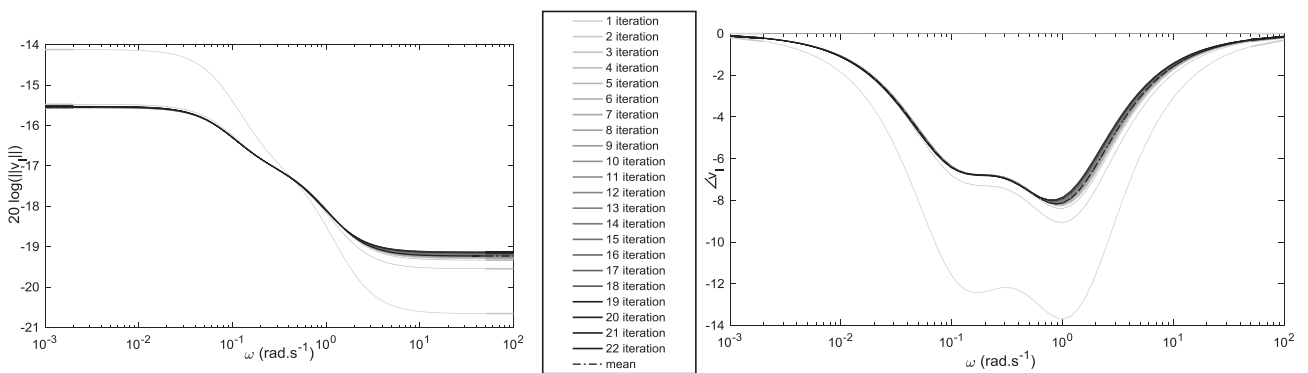 20 log(||v_I||)
-14
-15
-16
-17
-18
-19
-20
-21
10^-3
10^-2
10^-1
10^0
10^1
10^2
ω (rad.s^-1)
1 iteration
2 iteration
3 iteration
4 iteration
5 iteration
6 iteration
7 iteration
8 iteration
9 iteration
10 iteration
11 iteration
12 iteration
13 iteration
14 iteration
15 iteration
16 iteration
17 iteration
18 iteration
19 iteration
20 iteration
21 iteration
22 iteration
mean
∠v_I
0
-2
-4
-6
-8
-10
-12
-14
10^-3
10^-2
10^-1
10^0
10^1
10^2
ω (rad.s^-1)